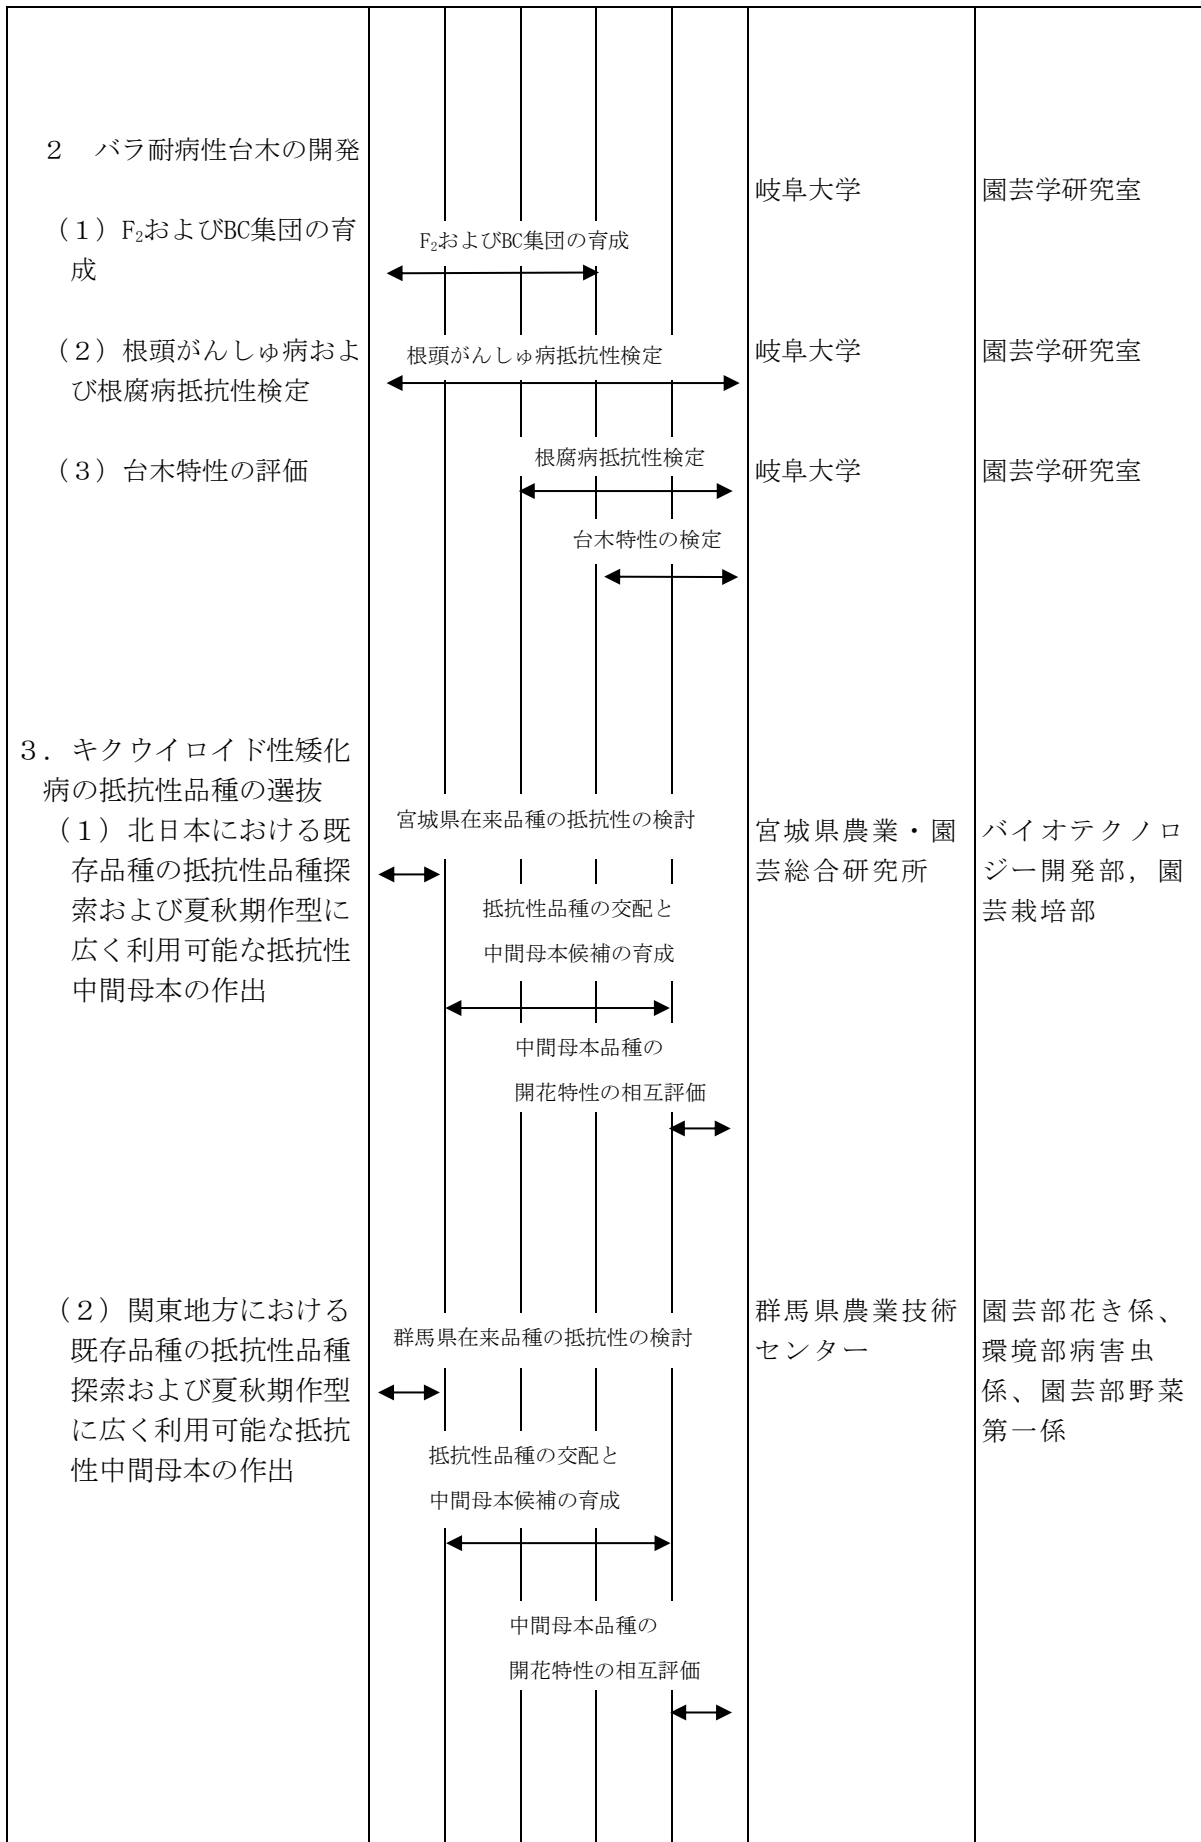 ２　バラ耐病性台木の開発
岐阜大学
園芸学研究室
（１）F₂およびBC集団の育
成
F₂およびBC集団の育成
（２）根頭がんしゅ病およ
び根腐病抵抗性検定
根頭がんしゅ病抵抗性検定
岐阜大学
園芸学研究室
（３）台木特性の評価
根腐病抵抗性検定
岐阜大学
園芸学研究室
台木特性の検定
３．キクウイロイド性矮化
病の抵抗性品種の選抜
（１）北日本における既
存品種の抵抗性品種探
索および夏秋期作型に
広く利用可能な抵抗性
中間母本の作出
宮城県在来品種の抵抗性の検討
抵抗性品種の交配と
中間母本候補の育成
中間母本品種の
開花特性の相互評価
宮城県農業・園
芸総合研究所
バイオテクノロ
ジー開発部，園
芸栽培部
（２）関東地方における
既存品種の抵抗性品種
探索および夏秋期作型
に広く利用可能な抵抗
性中間母本の作出
群馬県在来品種の抵抗性の検討
抵抗性品種の交配と
中間母本候補の育成
中間母本品種の
開花特性の相互評価
群馬県農業技術
センター
園芸部花き係、
環境部病害虫
係、園芸部野菜
第一係